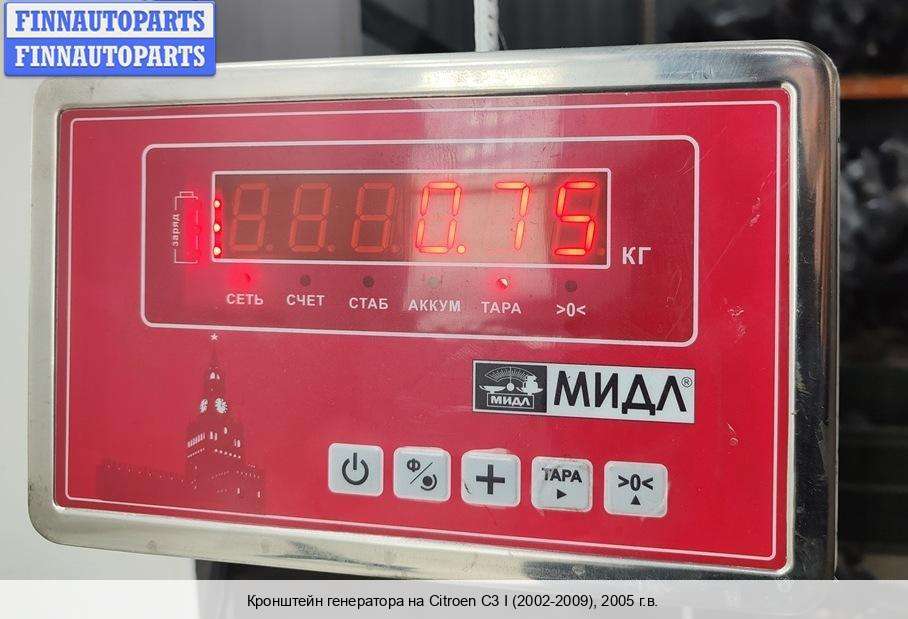 FINNAUTOPARTS
FINNAUTOPARTS
заряд
0.75
КГ
СЕТЬ СЧЕТ СТАБ АККУМ ТАРА >0<
МИДЛ МИДЛ®
Ф/ + ТАРА >0<
Кронштейн генератора на Citroen C3 I (2002-2009), 2005 г.в.